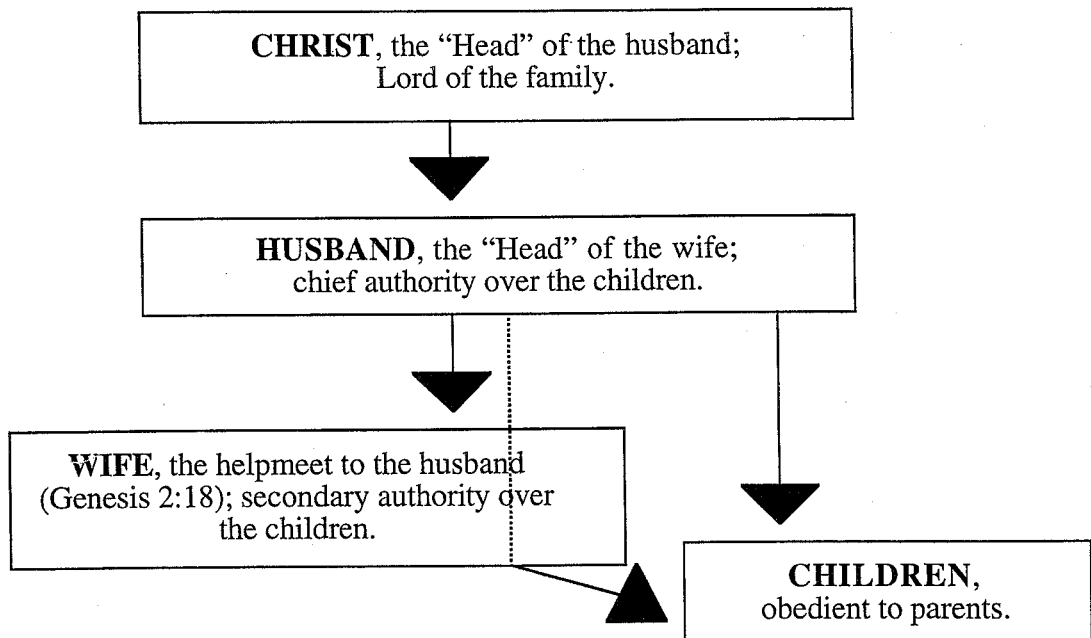 CHRIST, the “Head” of the husband;
Lord of the family.
HUSBAND, the “Head” of the wife;
chief authority over the children.
WIFE, the helpmeet to the husband
(Genesis 2:18); secondary authority over
the children.
CHILDREN,
obedient to parents.